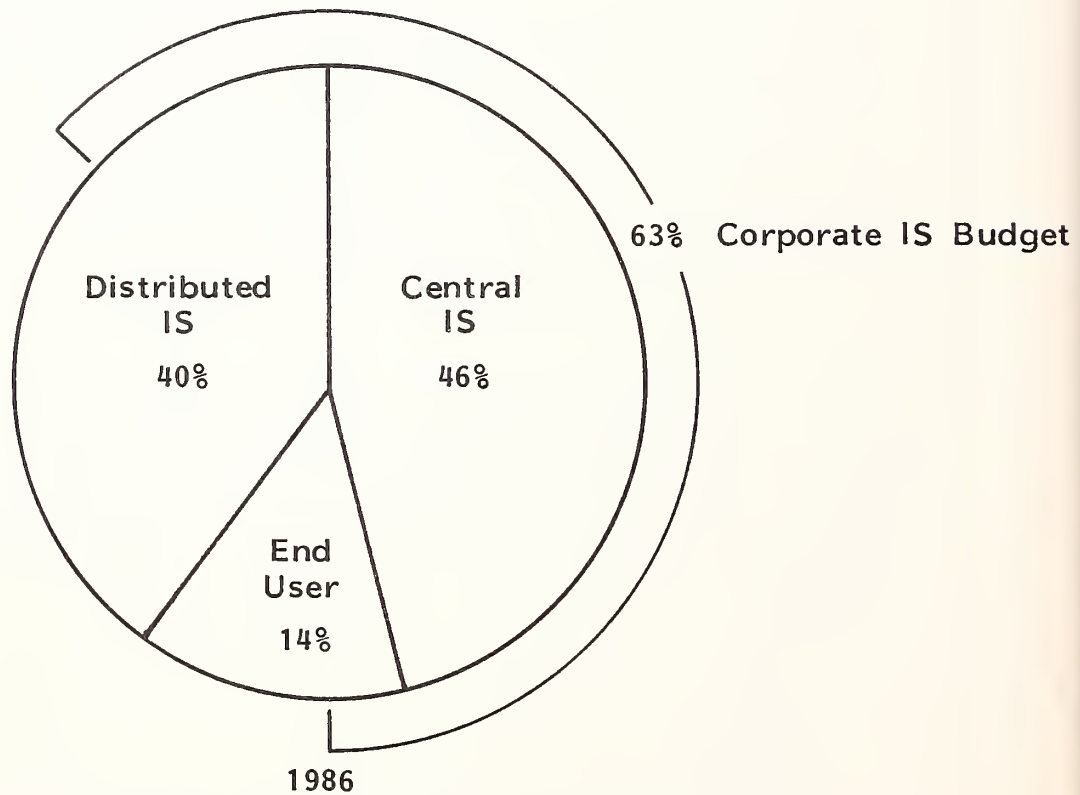 63% Corporate IS Budget
Distributed
IS
40%
Central
IS
46%
End
User
14%
1986